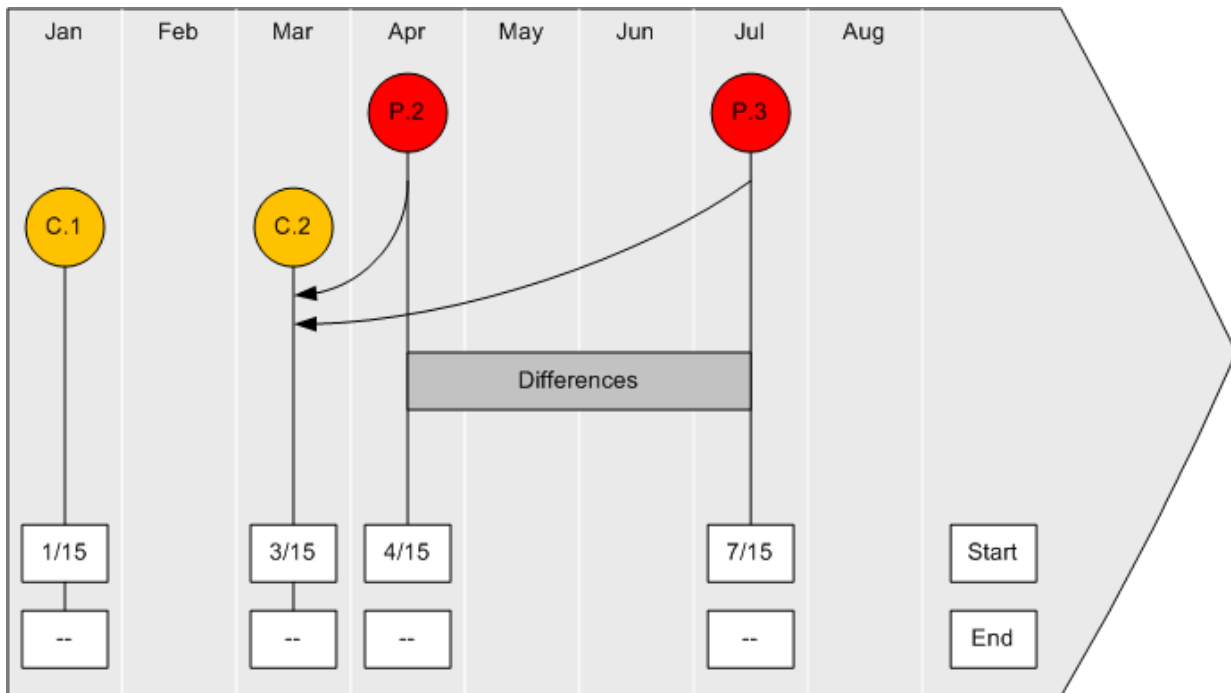 Jan Feb Mar Apr May Jun Jul Aug
P.2 P.3
C.1 C.2
Differences
1/15 3/15 4/15 7/15 Start
-- -- -- -- End